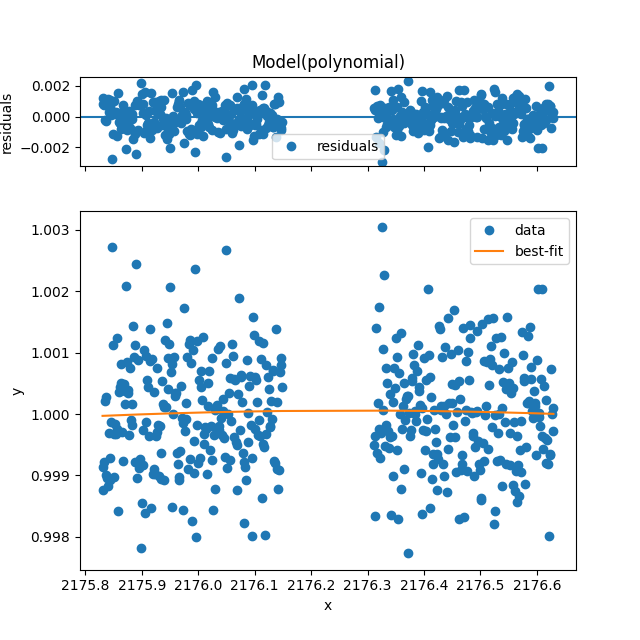 Model(polynomial)
residuals
0.002
0.000
−0.002
residuals
y
1.003
1.002
1.001
1.000
0.999
0.998
data
best-fit
2175.8 2175.9 2176.0 2176.1 2176.2 2176.3 2176.4 2176.5 2176.6
x